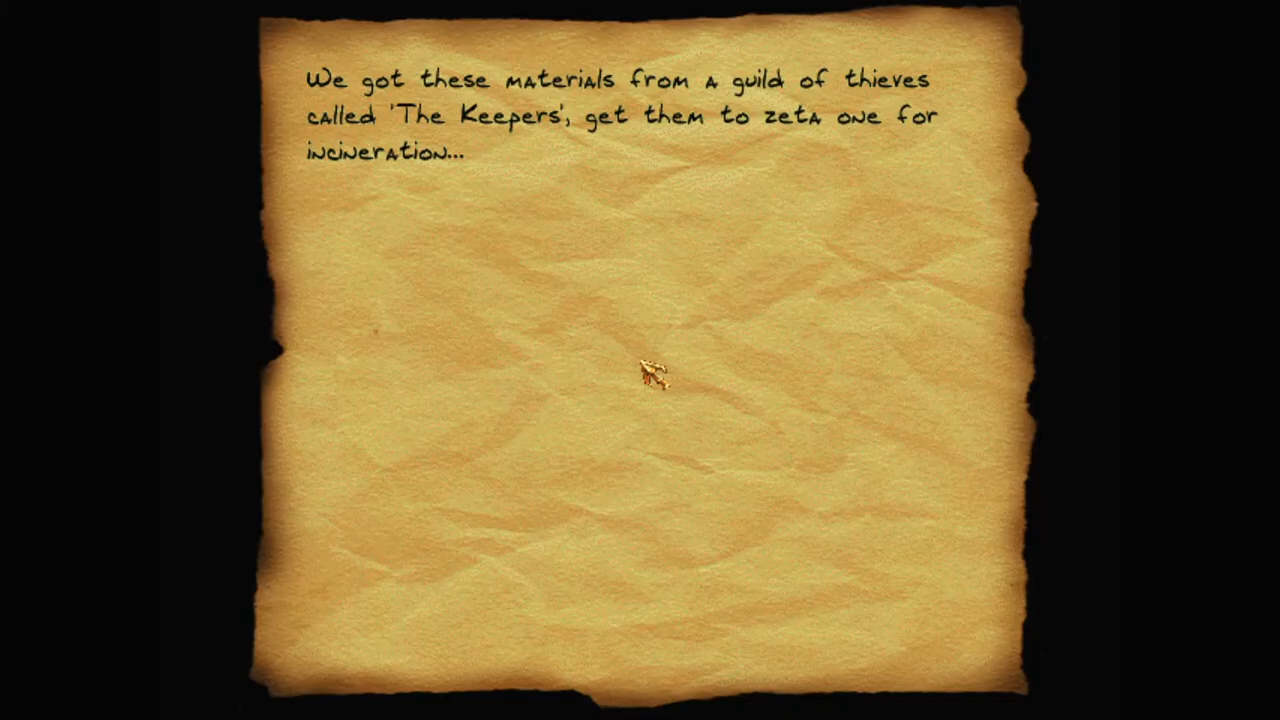 We got these materials from a guild of thieves
called 'The Keepers', get them to zeta one for
incineration...